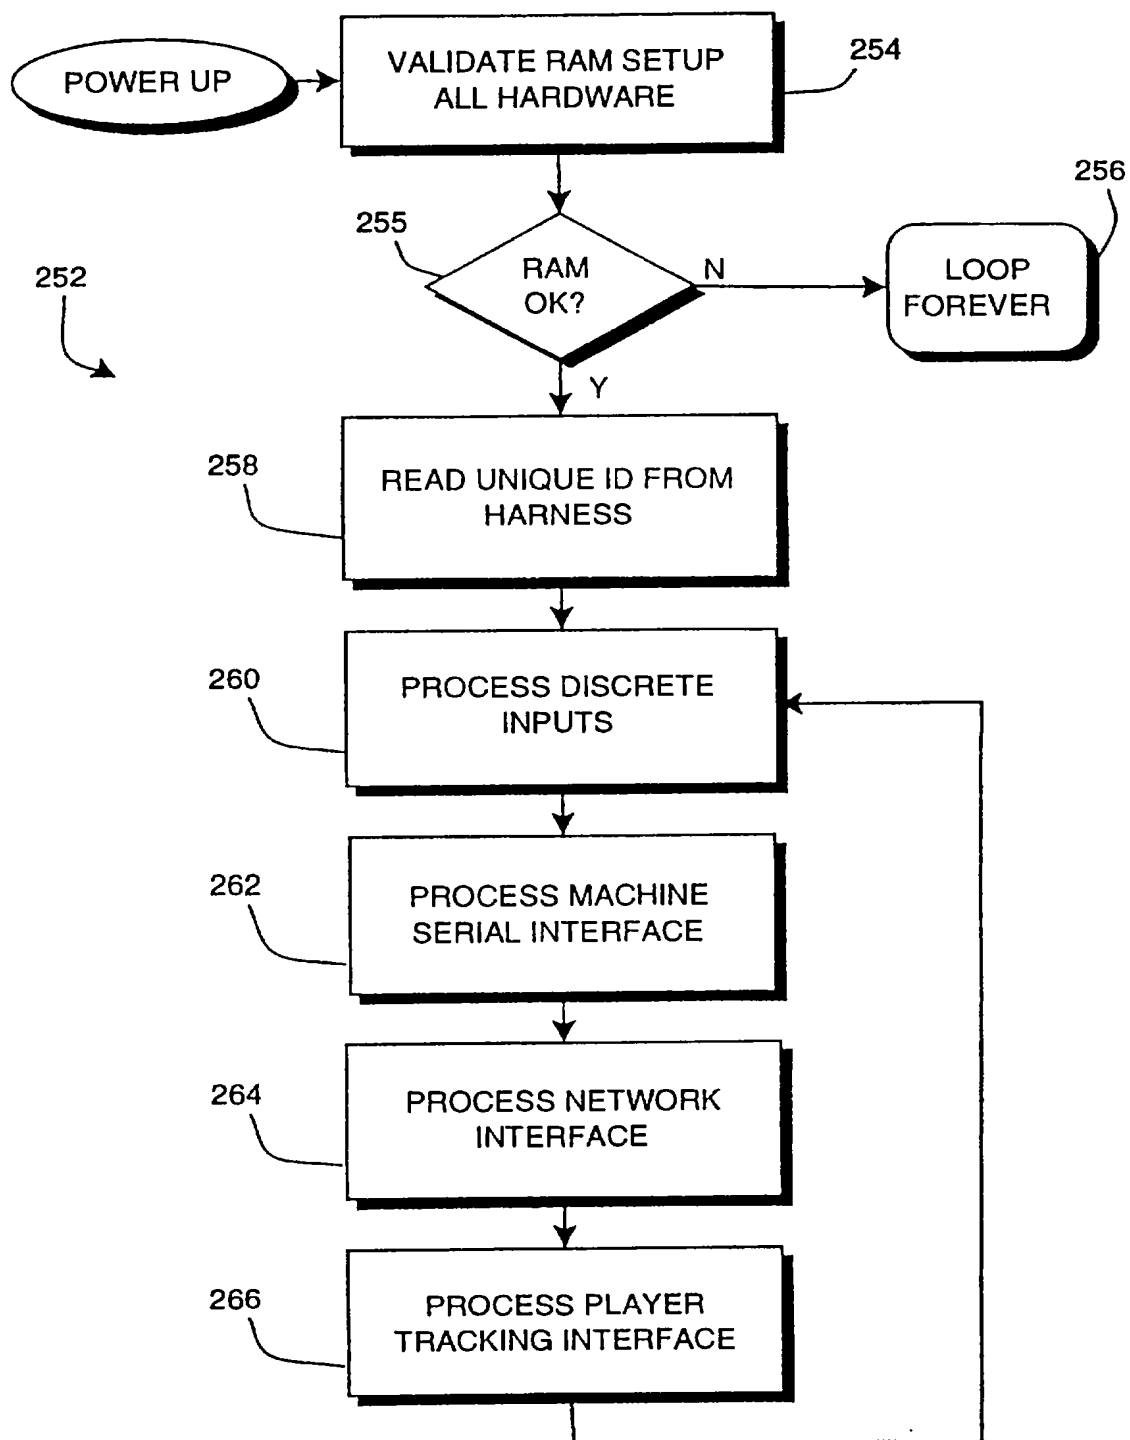 POWER UP
VALIDATE RAM SETUP
ALL HARDWARE
254
256
255
RAM
OK?
N
LOOP
FOREVER
252
Y
258
READ UNIQUE ID FROM
HARNESS
260
PROCESS DISCRETE
INPUTS
262
PROCESS MACHINE
SERIAL INTERFACE
264
PROCESS NETWORK
INTERFACE
266
PROCESS PLAYER
TRACKING INTERFACE